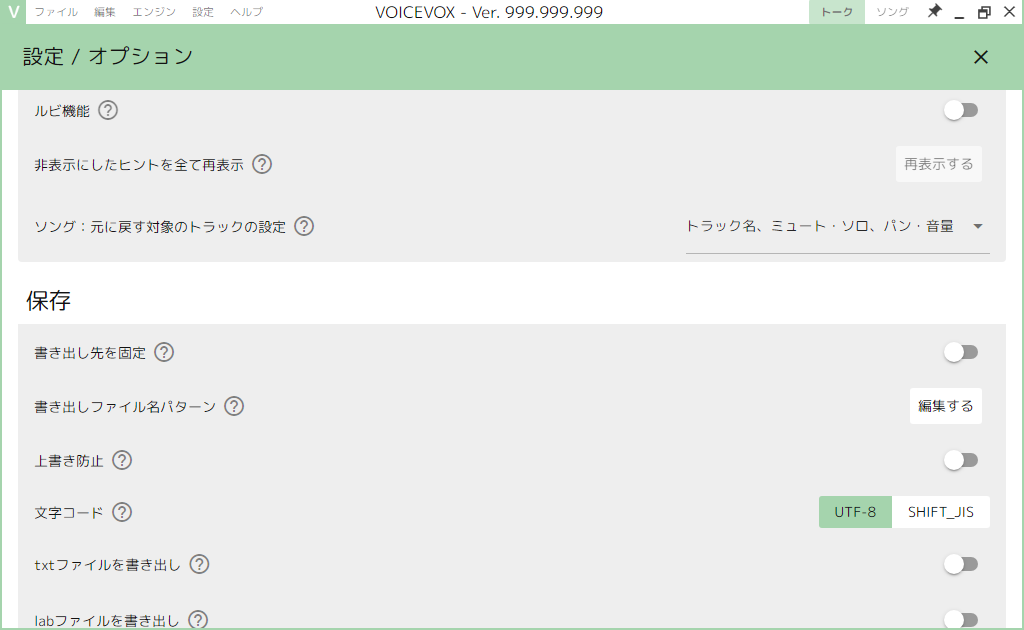 V ファイル 編集 エンジン 設定 ヘルプ VOICEVOX - Ver. 999.999.999 トーク ソング
設定 / オプション
ルビ機能
非表示にしたヒントを全て再表示 再表示する
ソング：元に戻す対象のトラックの設定 トラック名、ミュート・ソロ、パン・音量
保存
書き出し先を固定
書き出しファイル名パターン 編集する
上書き防止
文字コード UTF-8 SHIFT_JIS
txtファイルを書き出し
labファイルを書き出し